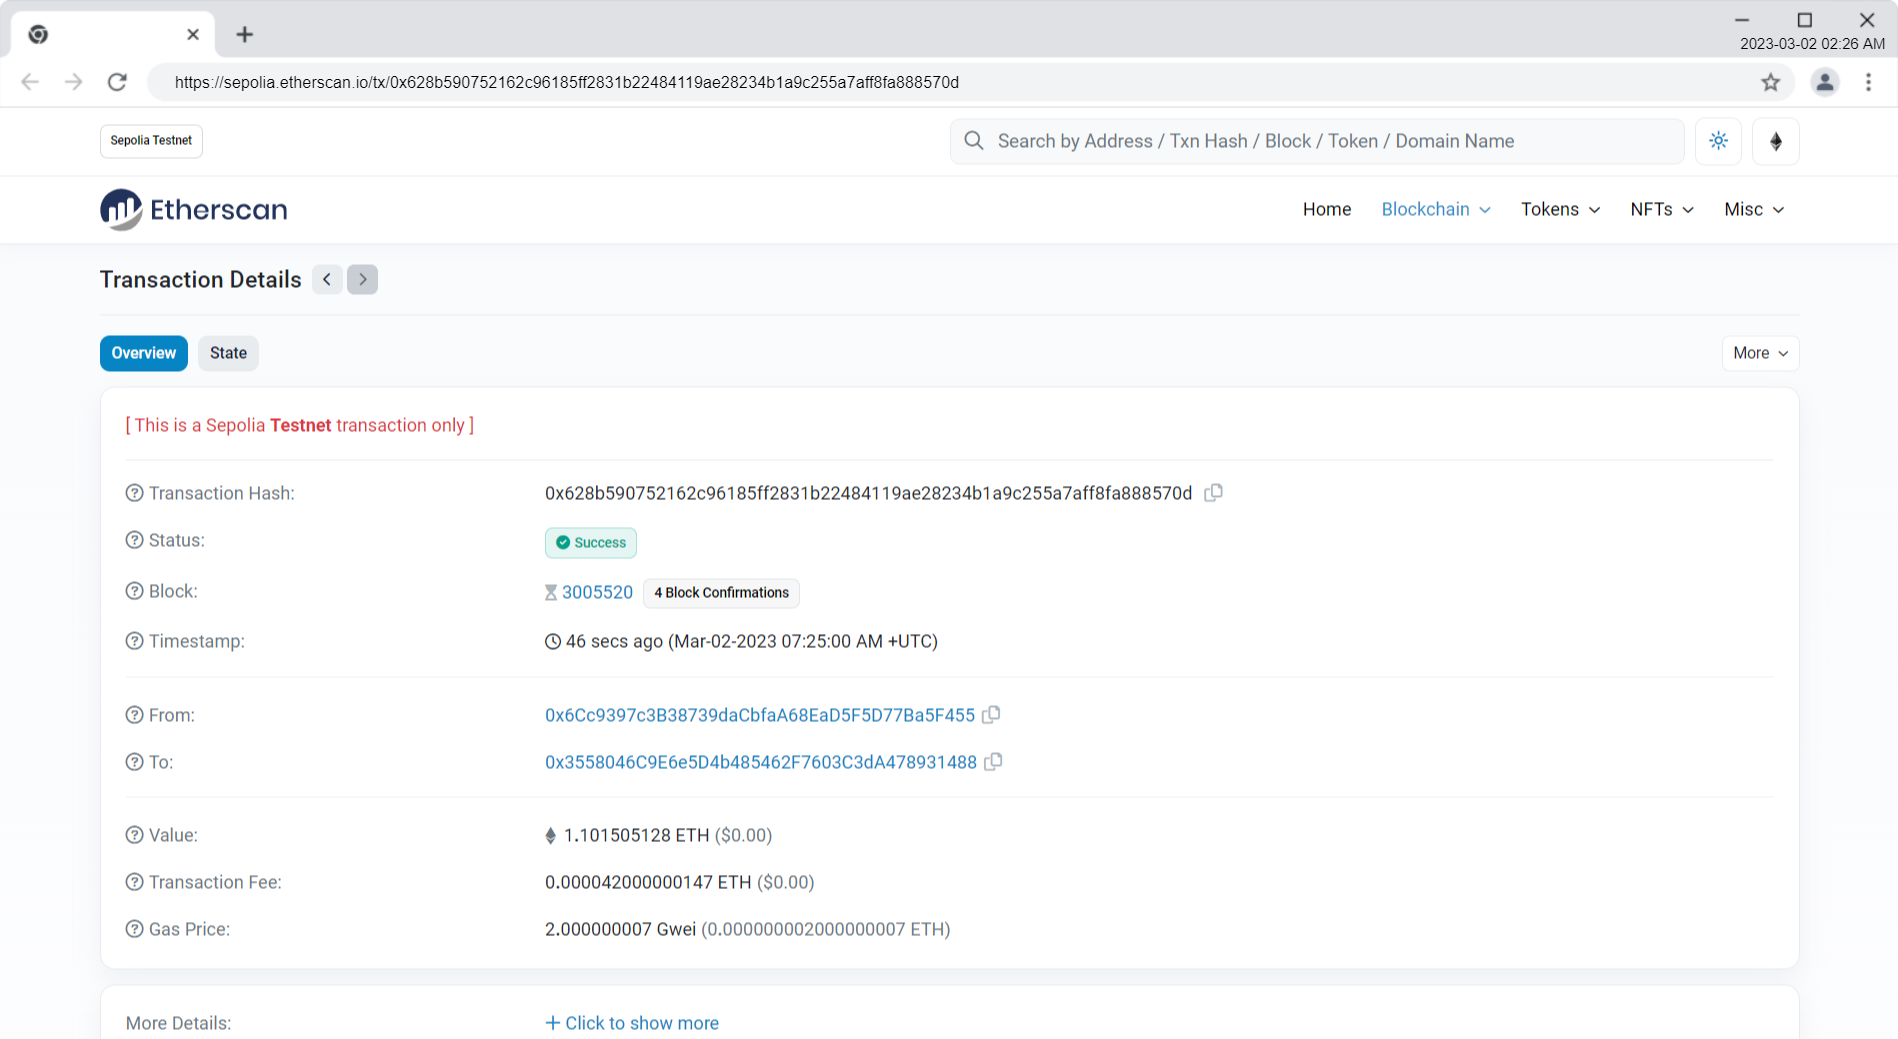 2023-03-02 02:26 AM
https://sepolia.etherscan.io/tx/0x628b590752162c96185ff2831b22484119ae28234b1a9c255a7aff8fa888570d
Sepolia Testnet
Search by Address / Txn Hash / Block / Token / Domain Name
Etherscan
Home Blockchain Tokens NFTs Misc
Transaction Details
Overview State More
[ This is a Sepolia Testnet transaction only ]
Transaction Hash: 0x628b590752162c96185ff2831b22484119ae28234b1a9c255a7aff8fa888570d
Status: Success
Block: 3005520 4 Block Confirmations
Timestamp: 46 secs ago (Mar-02-2023 07:25:00 AM +UTC)
From: 0x6Cc9397c3B38739daCbfaA68EaD5F5D77Ba5F455
To: 0x3558046C9E6e5D4b485462F7603C3dA478931488
Value: 1.101505128 ETH ($0.00)
Transaction Fee: 0.000042000000147 ETH ($0.00)
Gas Price: 2.000000007 Gwei (0.000000002000000007 ETH)
More Details: + Click to show more